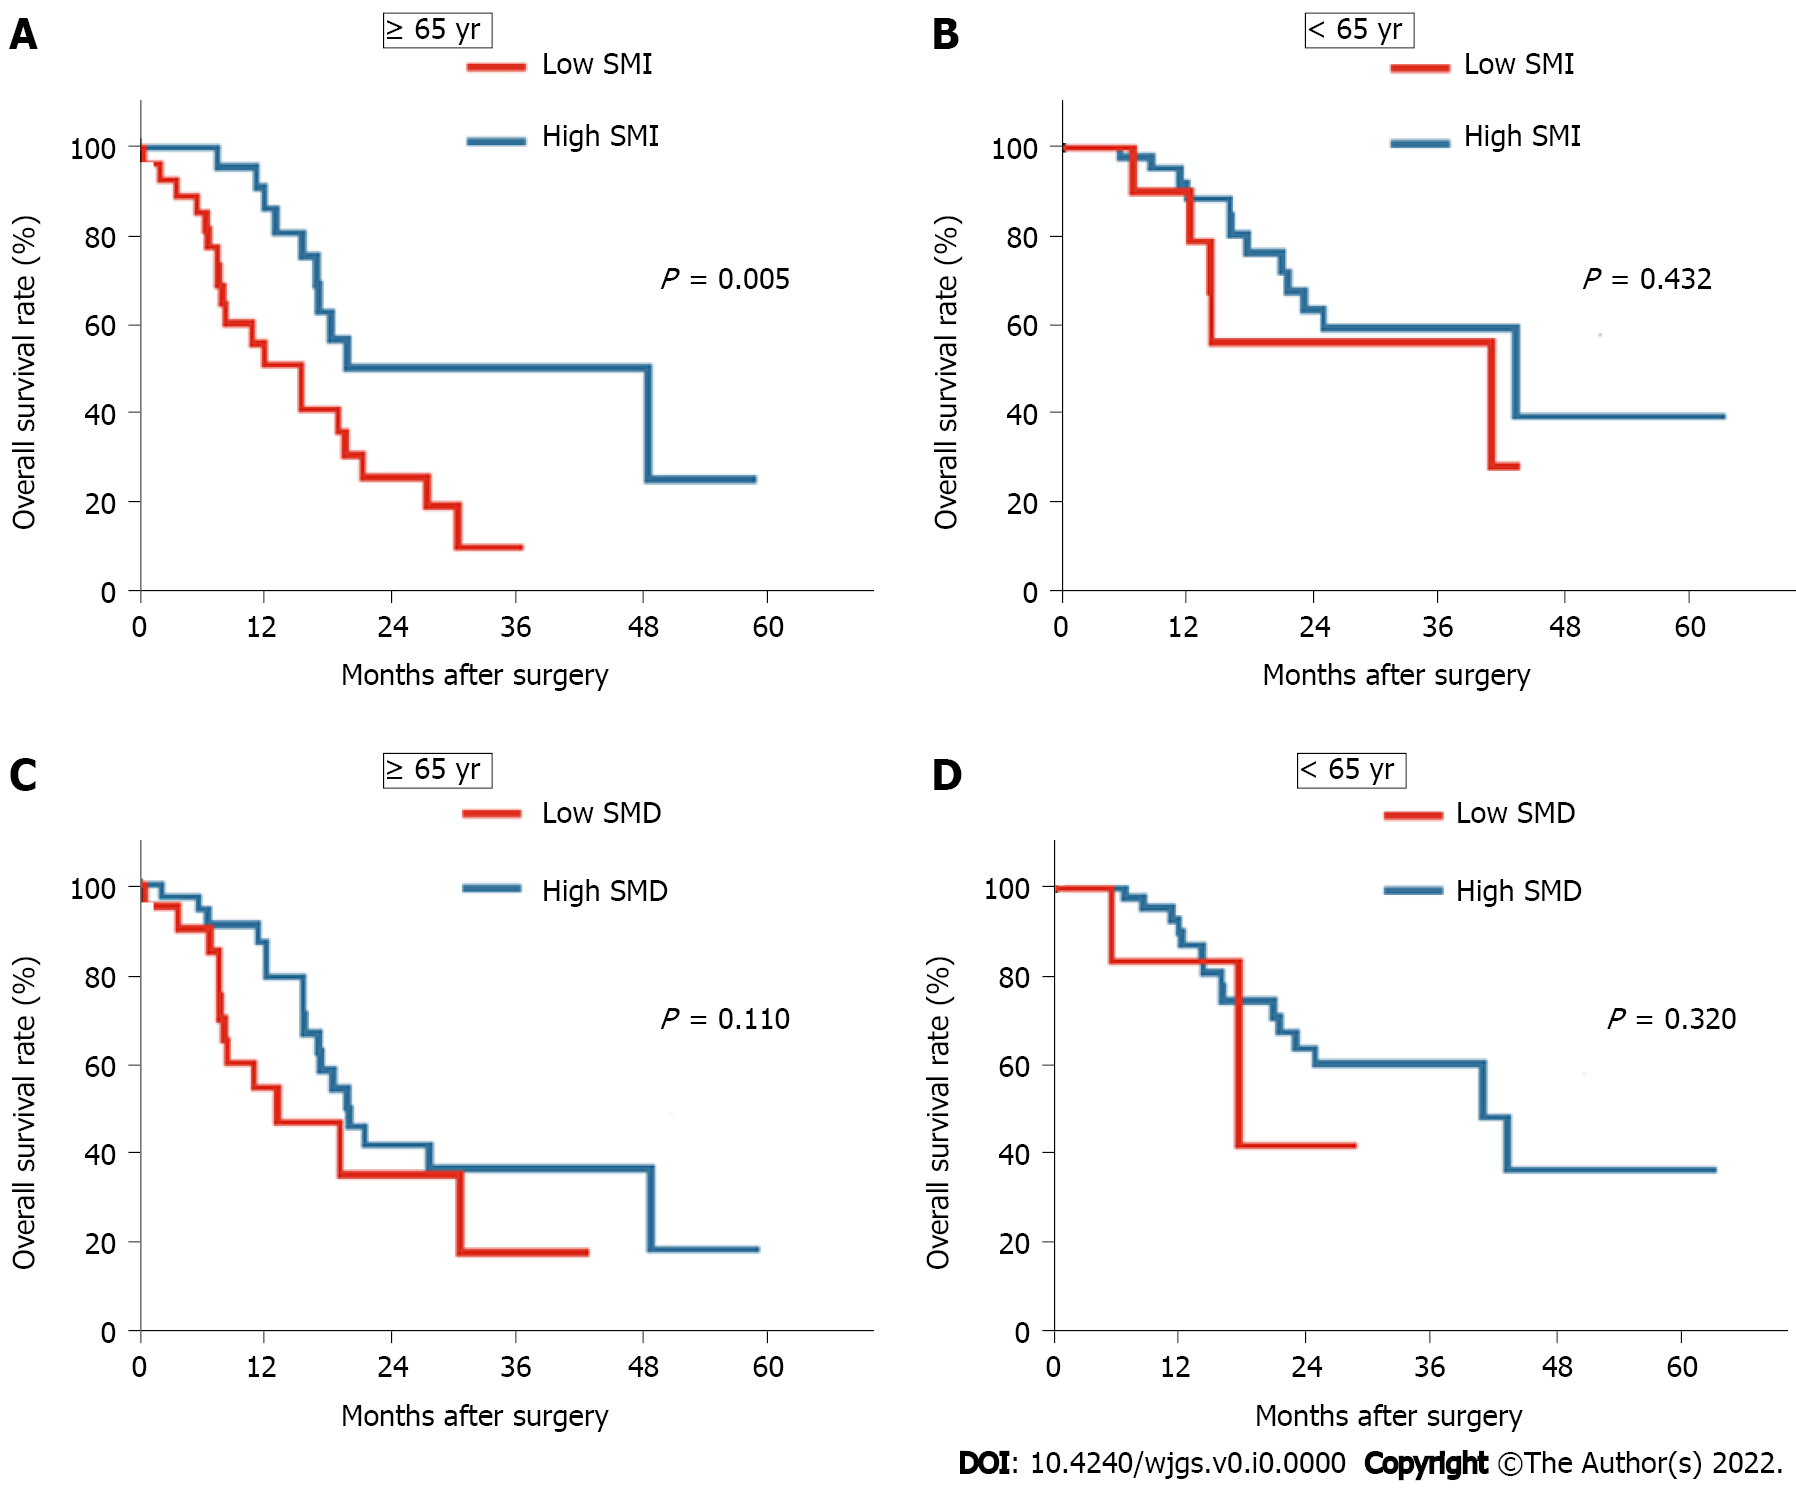 A
≥ 65 yr
Low SMI
High SMI
100
80
60
40
20
0
Overall survival rate (%)
P = 0.005
0 12 24 36 48 60
Months after surgery
B
< 65 yr
Low SMI
High SMI
100
80
60
40
20
0
Overall survival rate (%)
P = 0.432
0 12 24 36 48 60
Months after surgery
C
≥ 65 yr
Low SMD
High SMD
100
80
60
40
20
0
Overall survival rate (%)
P = 0.110
0 12 24 36 48 60
Months after surgery
D
< 65 yr
Low SMD
High SMD
100
80
60
40
20
0
Overall survival rate (%)
P = 0.320
0 12 24 36 48 60
Months after surgery
DOI: 10.4240/wjgs.v0.i0.0000 Copyright ©The Author(s) 2022.